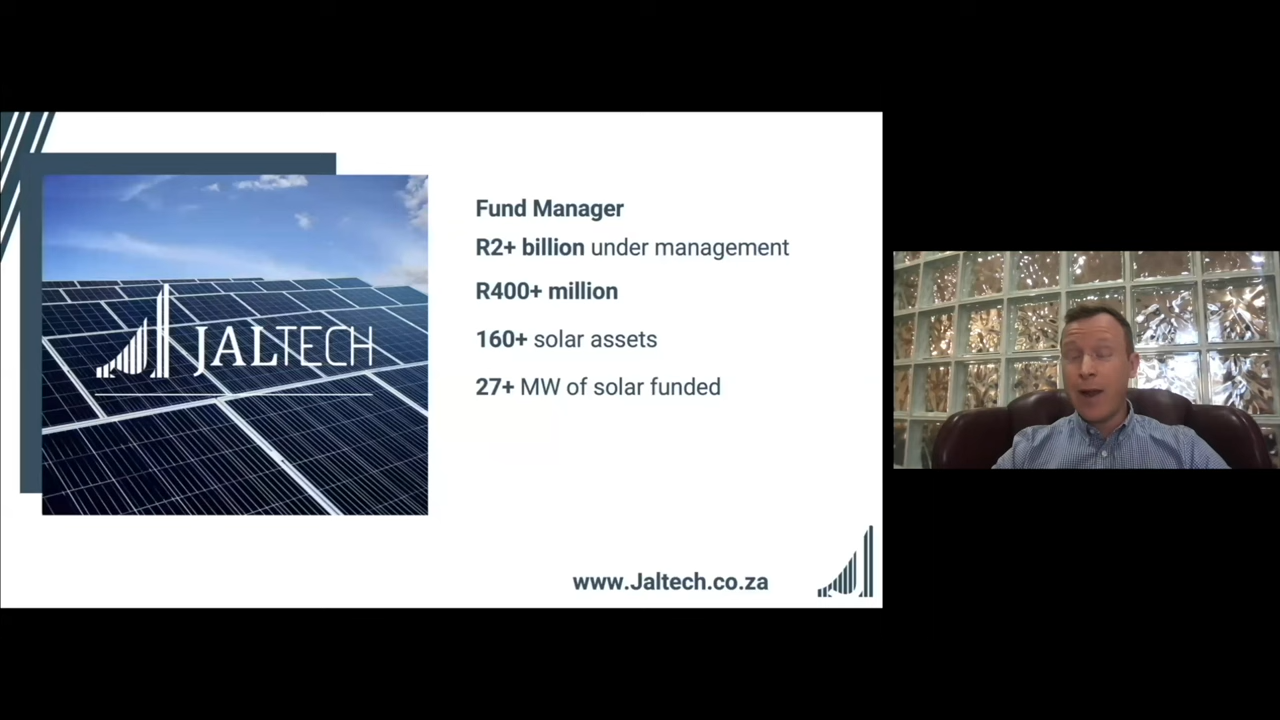 Fund Manager
R2+ billion under management
R400+ million
160+ solar assets
27+ MW of solar funded
JALTECH
www.Jaltech.co.za